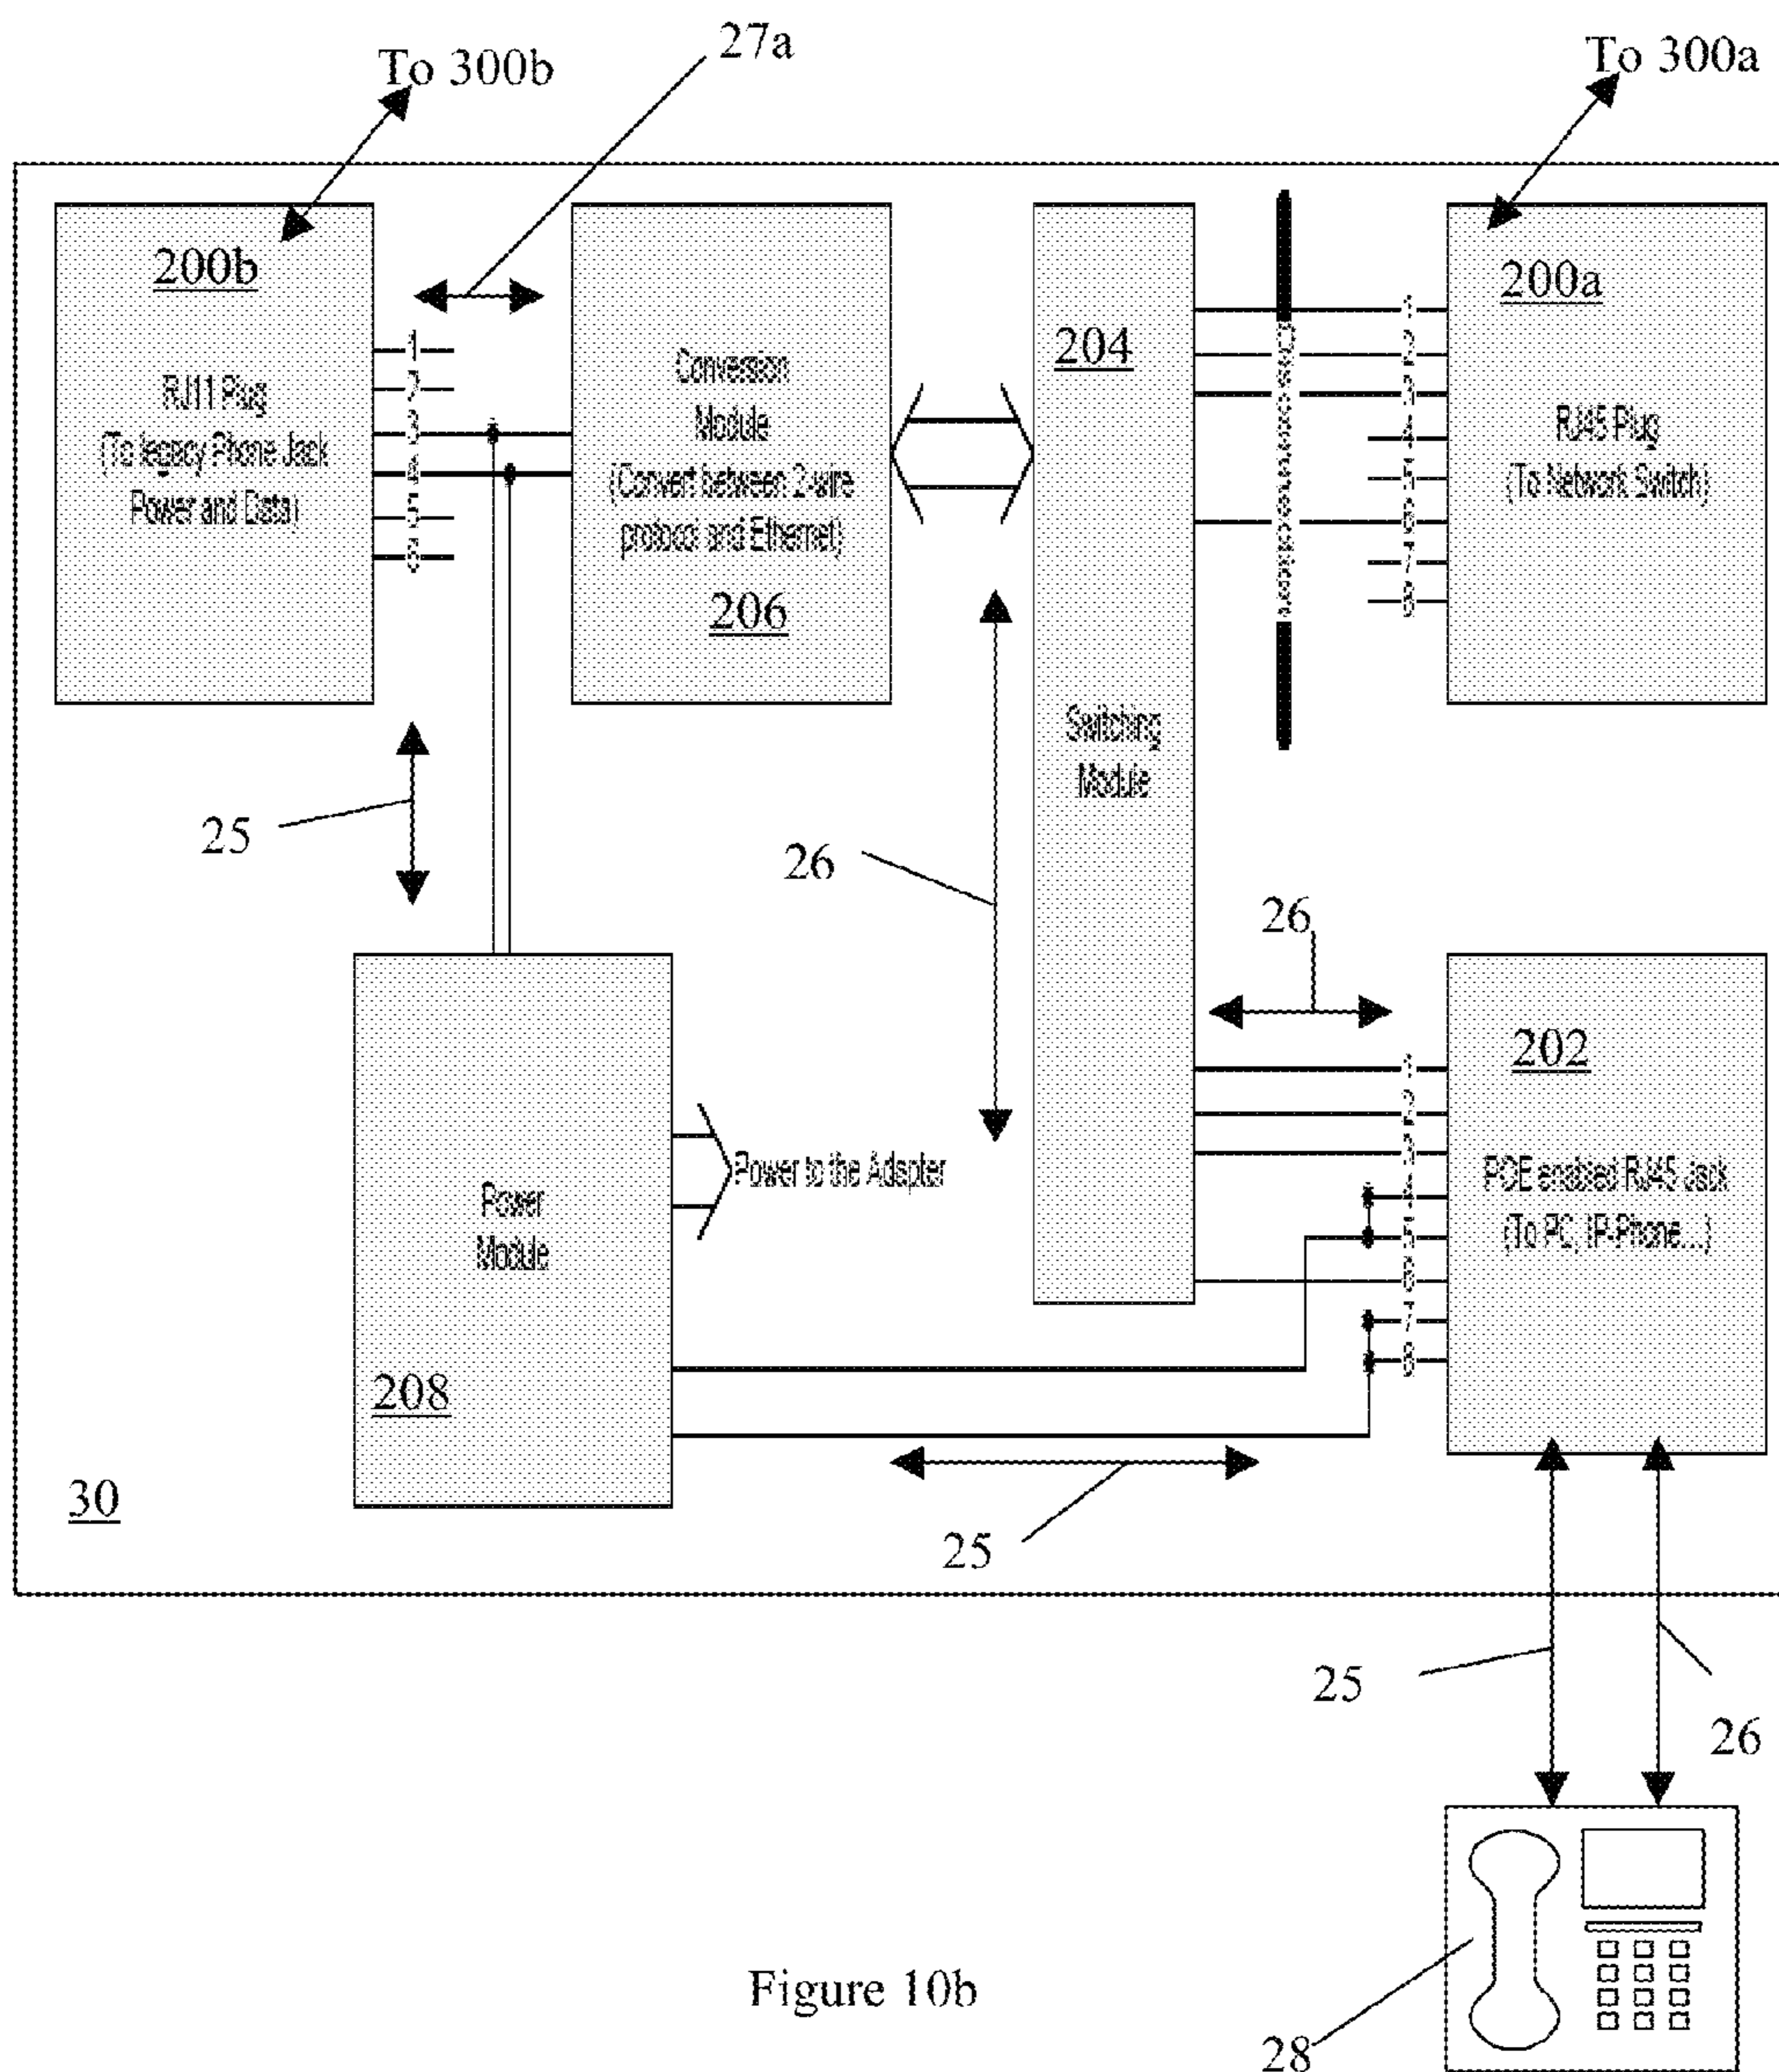 To 300b
27a
To 300a
200b
RJ11 Plug
(To legacy Phone Jack
Power and Data)
1
2
3
4
5
6
Conversion
Module
(Convert between 2-wire
protocol and Ethernet)
206
204
Switching
Module
Disconnected
1
2
3
4
5
6
7
8
200a
RJ45 Plug
(To Network Switch)
25
26
26
Power
Module
208
Power to the Adapter
1
2
3
4
5
6
7
8
202
POE enabled RJ45 Jack
(To PC, IP-Phone...)
25
30
25
26
28
Figure 10b